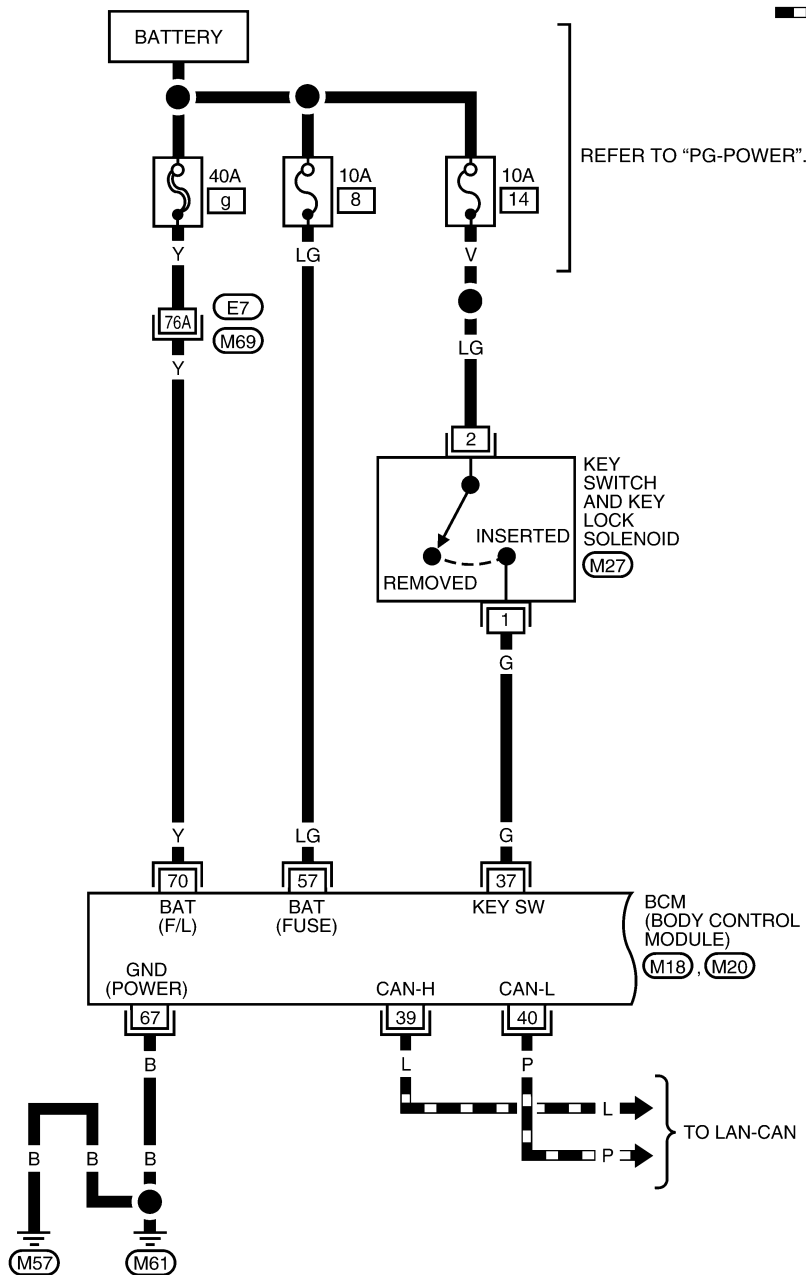 BATTERY
REFER TO “PG-POWER”.
40A
g
10A
8
10A
14
Y
LG
V
76A
E7
M69
Y
LG
2
KEY
SWITCH
AND KEY
LOCK
SOLENOID
M27
INSERTED
REMOVED
1
G
Y
LG
G
70
57
37
BAT
(F/L)
BAT
(FUSE)
KEY SW
BCM
(BODY CONTROL
MODULE)
M18 , M20
GND
(POWER)
CAN-H
CAN-L
67
39
40
B
L
P
L
P
TO LAN-CAN
B
B
B
M57
M61